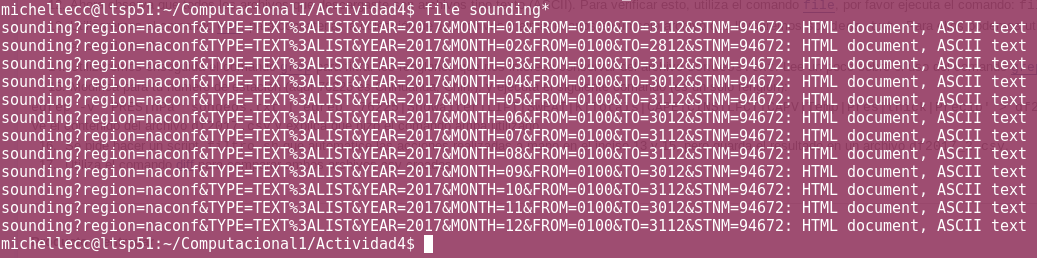 michellecc@ltsp51:~/Computacional1/Actividad4$ file sounding*
sounding?region=naconf&TYPE=TEXT%3ALIST&YEAR=2017&MONTH=01&FROM=0100&TO=3112&STNM=94672: HTML document, ASCII text
sounding?region=naconf&TYPE=TEXT%3ALIST&YEAR=2017&MONTH=02&FROM=0100&TO=2812&STNM=94672: HTML document, ASCII text
sounding?region=naconf&TYPE=TEXT%3ALIST&YEAR=2017&MONTH=03&FROM=0100&TO=3112&STNM=94672: HTML document, ASCII text
sounding?region=naconf&TYPE=TEXT%3ALIST&YEAR=2017&MONTH=04&FROM=0100&TO=3012&STNM=94672: HTML document, ASCII text
sounding?region=naconf&TYPE=TEXT%3ALIST&YEAR=2017&MONTH=05&FROM=0100&TO=3112&STNM=94672: HTML document, ASCII text
sounding?region=naconf&TYPE=TEXT%3ALIST&YEAR=2017&MONTH=06&FROM=0100&TO=3012&STNM=94672: HTML document, ASCII text
sounding?region=naconf&TYPE=TEXT%3ALIST&YEAR=2017&MONTH=07&FROM=0100&TO=3112&STNM=94672: HTML document, ASCII text
sounding?region=naconf&TYPE=TEXT%3ALIST&YEAR=2017&MONTH=08&FROM=0100&TO=3112&STNM=94672: HTML document, ASCII text
sounding?region=naconf&TYPE=TEXT%3ALIST&YEAR=2017&MONTH=09&FROM=0100&TO=3012&STNM=94672: HTML document, ASCII text
sounding?region=naconf&TYPE=TEXT%3ALIST&YEAR=2017&MONTH=10&FROM=0100&TO=3112&STNM=94672: HTML document, ASCII text
sounding?region=naconf&TYPE=TEXT%3ALIST&YEAR=2017&MONTH=11&FROM=0100&TO=3012&STNM=94672: HTML document, ASCII text
sounding?region=naconf&TYPE=TEXT%3ALIST&YEAR=2017&MONTH=12&FROM=0100&TO=3112&STNM=94672: HTML document, ASCII text
michellecc@ltsp51:~/Computacional1/Actividad4$